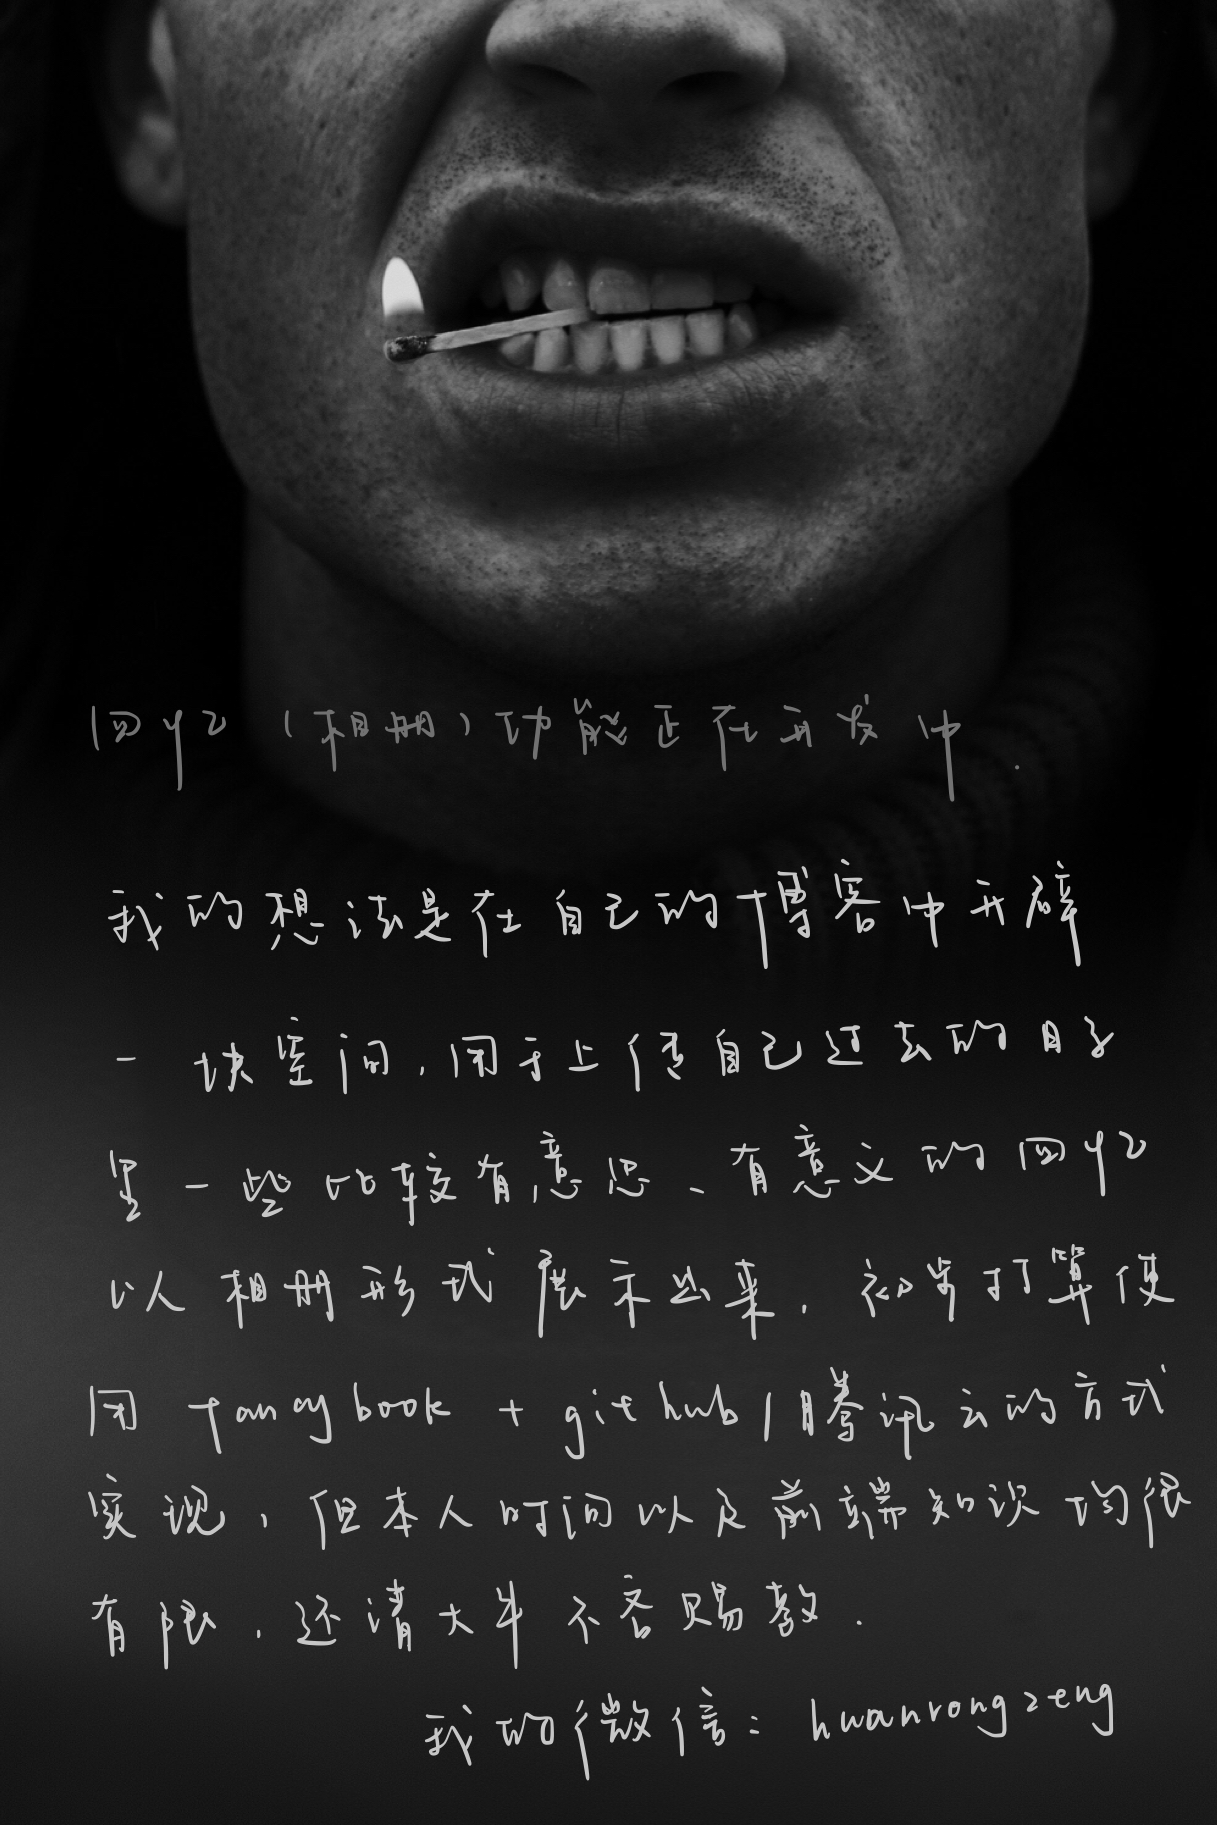 回忆（相册）功能正在开发中.
我的想法是在自己的博客中开辟
一块空间，用于上传自己过去的日子
里一些比较有意思、有意义的回忆
以相册形式展示出来，初步打算使
用 fancybook + github/腾讯云的方式
实现，但本人时间以及前端知识均很
有限，还请大牛不吝赐教.
我的微信：huanrongzeng